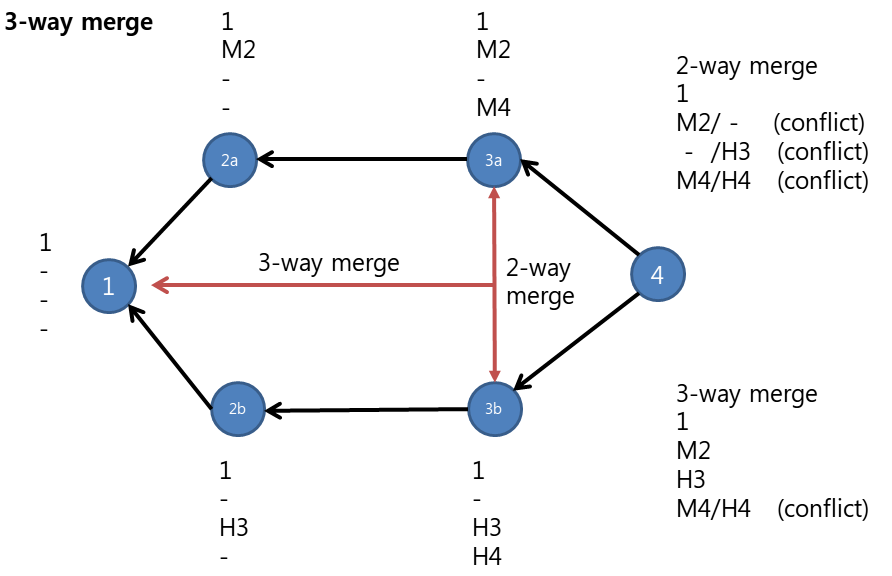 3-way merge
1
M2
-
-
1
M2
-
M4
2-way merge
1
M2/ - (conflict)
- /H3 (conflict)
M4/H4 (conflict)
2a
3a
1
-
-
-
1
3-way merge
2-way
merge
4
2b
3b
1
-
H3
-
1
-
H3
H4
3-way merge
1
M2
H3
M4/H4 (conflict)